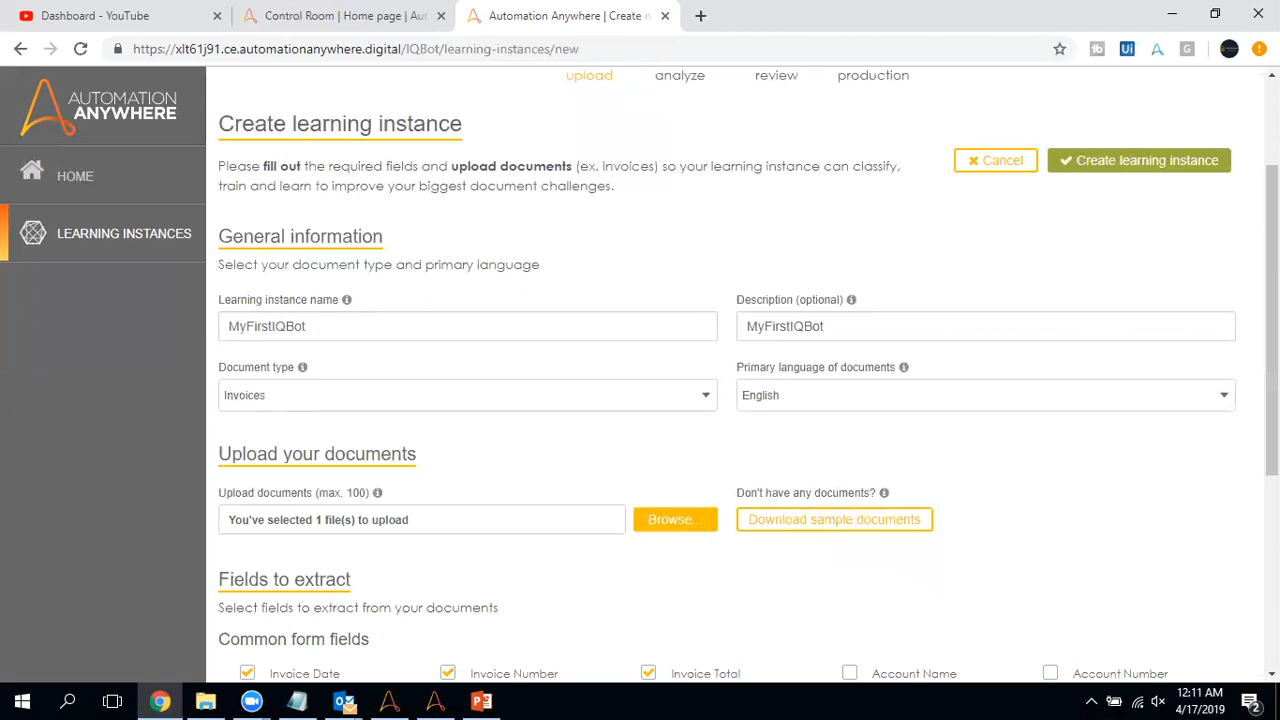 Dashboard - YouTube
Control Room | Home page | Aut
Automation Anywhere | Create n
https://xlt61j91.ce.automationanywhere.digital/IQBot/learning-instances/new
AUTOMATION
ANYWHERE
HOME
LEARNING INSTANCES
upload analyze review production
Create learning instance
Please fill out the required fields and upload documents (ex. Invoices) so your learning instance can classify,
train and learn to improve your biggest document challenges.
Cancel
Create learning instance
General information
Select your document type and primary language
Learning instance name
Description (optional)
MyFirstIQBot
MyFirstIQBot
Document type
Primary language of documents
Invoices
English
Upload your documents
Upload documents (max. 100)
Don't have any documents?
You've selected 1 file(s) to upload
Browse...
Download sample documents
Fields to extract
Select fields to extract from your documents
Common form fields
Invoice Date
Invoice Number
Invoice Total
Account Name
Account Number
12:11 AM
4/17/2019
2